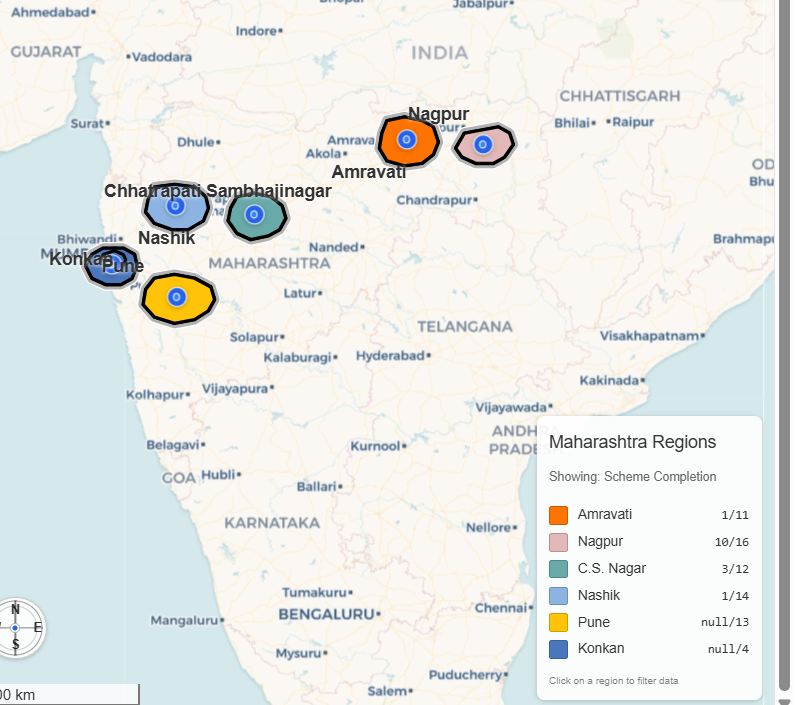 Ahmedabad
Jabalpur
Indore
GUJARAT
Vadodara
INDIA
CHHATTISGARH
Nagpur
Surat
Bhilai
Raipur
Dhule
Amrava
Akola
Amravati
OD
Bhu
Chhatrapati Sambhajinagar
Chandrapur
Nashik
Bhiwandi
Nanded
Brahmapu
Konkan
Pune
MAHARASHTRA
Latur
TELANGANA
Solapur
Visakhapatnam
Kalaburagi
Hyderabad
Kakinada
Kolhapur
Vijayapura
Vijayawada
ANDHRA
PRADESH
Belagavi
Kurnool
GOA
Hubli
Ballari
KARNATAKA
Nellore
Tumakuru
BENGALURU
Chennai
Mangaluru
Mysuru
Puducherry
Salem
Maharashtra Regions
Showing: Scheme Completion
Amravati 1/11
Nagpur 10/16
C.S. Nagar 3/12
Nashik 1/14
Pune null/13
Konkan null/4
Click on a region to filter data
N
E
S
00 km